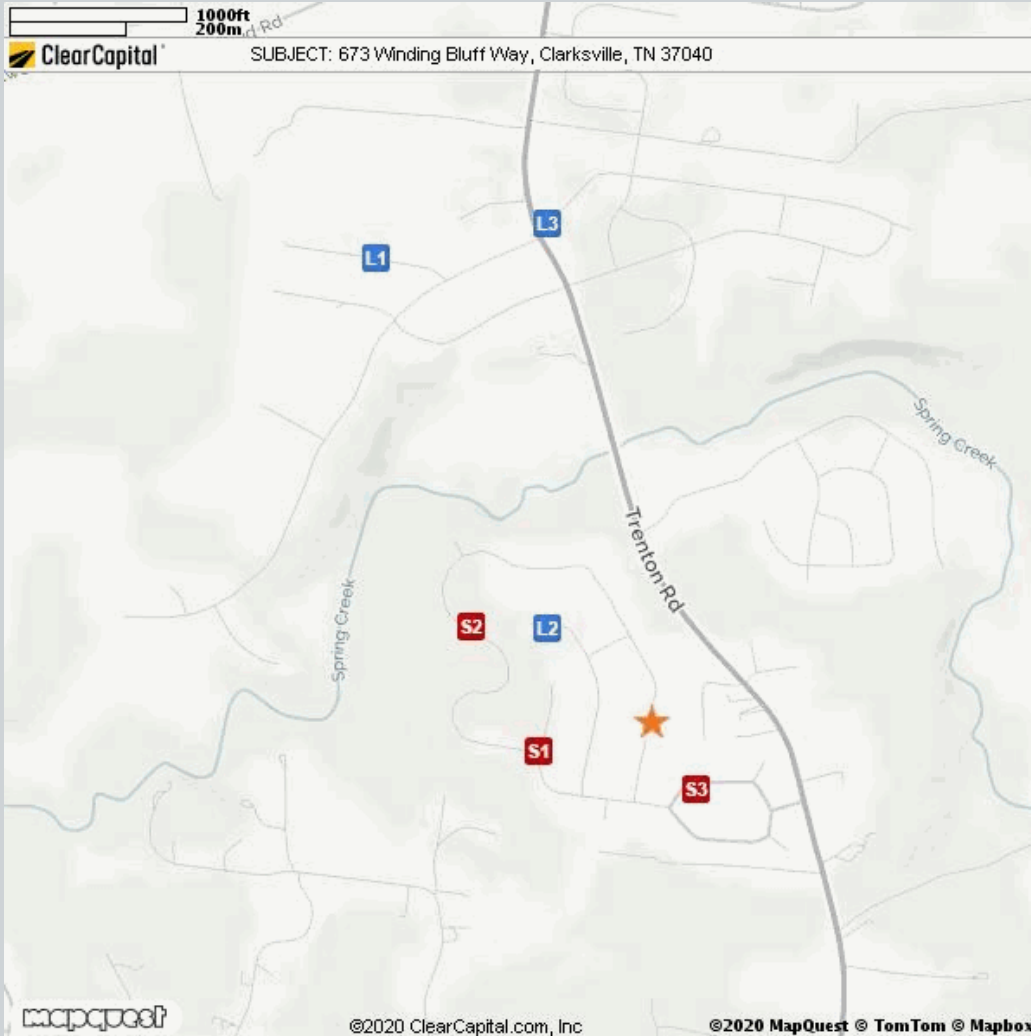 1000ft
200m
d Rd
ClearCapital
SUBJECT: 673 Winding Bluff Way, Clarksville, TN 37040
L3
L1
Spring Creek
Trenton Rd
Spring Creek
S2
L2
S1
S3
mapquest
©2020 ClearCapital.com, Inc
©2020 MapQuest © TomTom © Mapbox